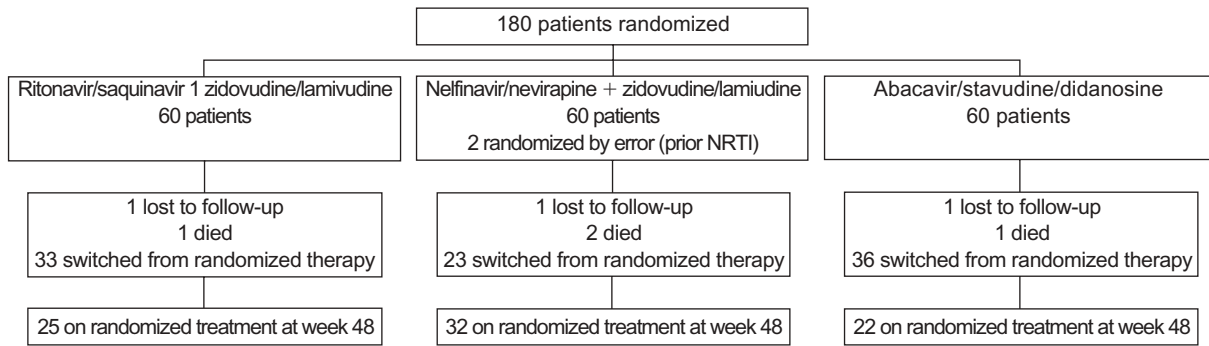 180 patients randomized
Ritonavir/saquinavir 1 zidovudine/lamivudine
60 patients
Nelfinavir/nevirapine + zidovudine/lamiudine
60 patients
2 randomized by error (prior NRTI)
Abacavir/stavudine/didanosine
60 patients
1 lost to follow-up
1 died
33 switched from randomized therapy
1 lost to follow-up
2 died
23 switched from randomized therapy
1 lost to follow-up
1 died
36 switched from randomized therapy
25 on randomized treatment at week 48
32 on randomized treatment at week 48
22 on randomized treatment at week 48